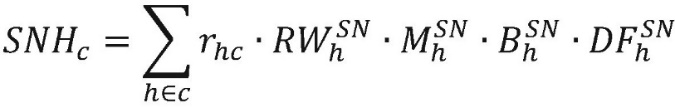 $SNH_c = \sum_{h \in c} r_{hc} \cdot RW_h^{SN} \cdot M_h^{SN} \cdot B_h^{SN} \cdot DF_h^{SN}$